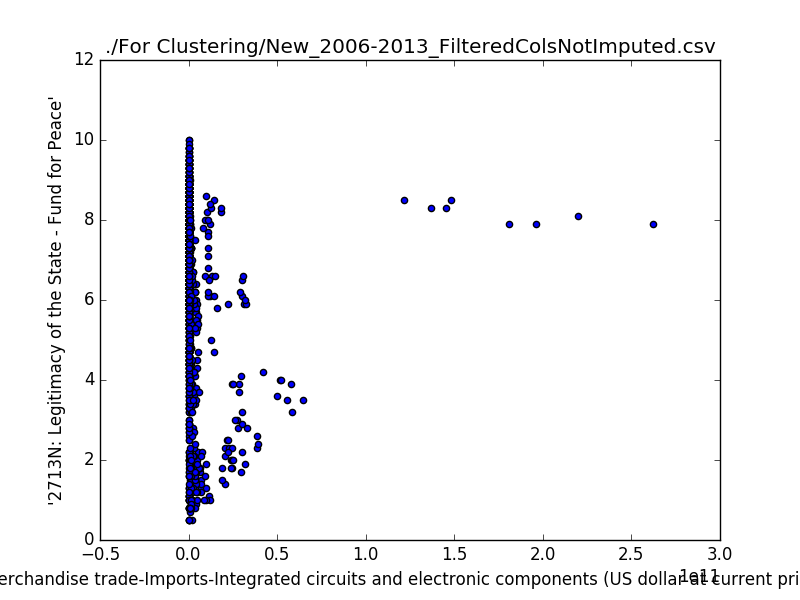 ./For Clustering/New_2006-2013_FilteredColsNotImputed.csv
'2713N: Legitimacy of the State - Fund for Peace'
12
10
8
6
4
2
0
−0.5 0.0 0.5 1.0 1.5 2.0 2.5 3.0
1e11
erchandise trade-Imports-Integrated circuits and electronic components (US dollar at current pri